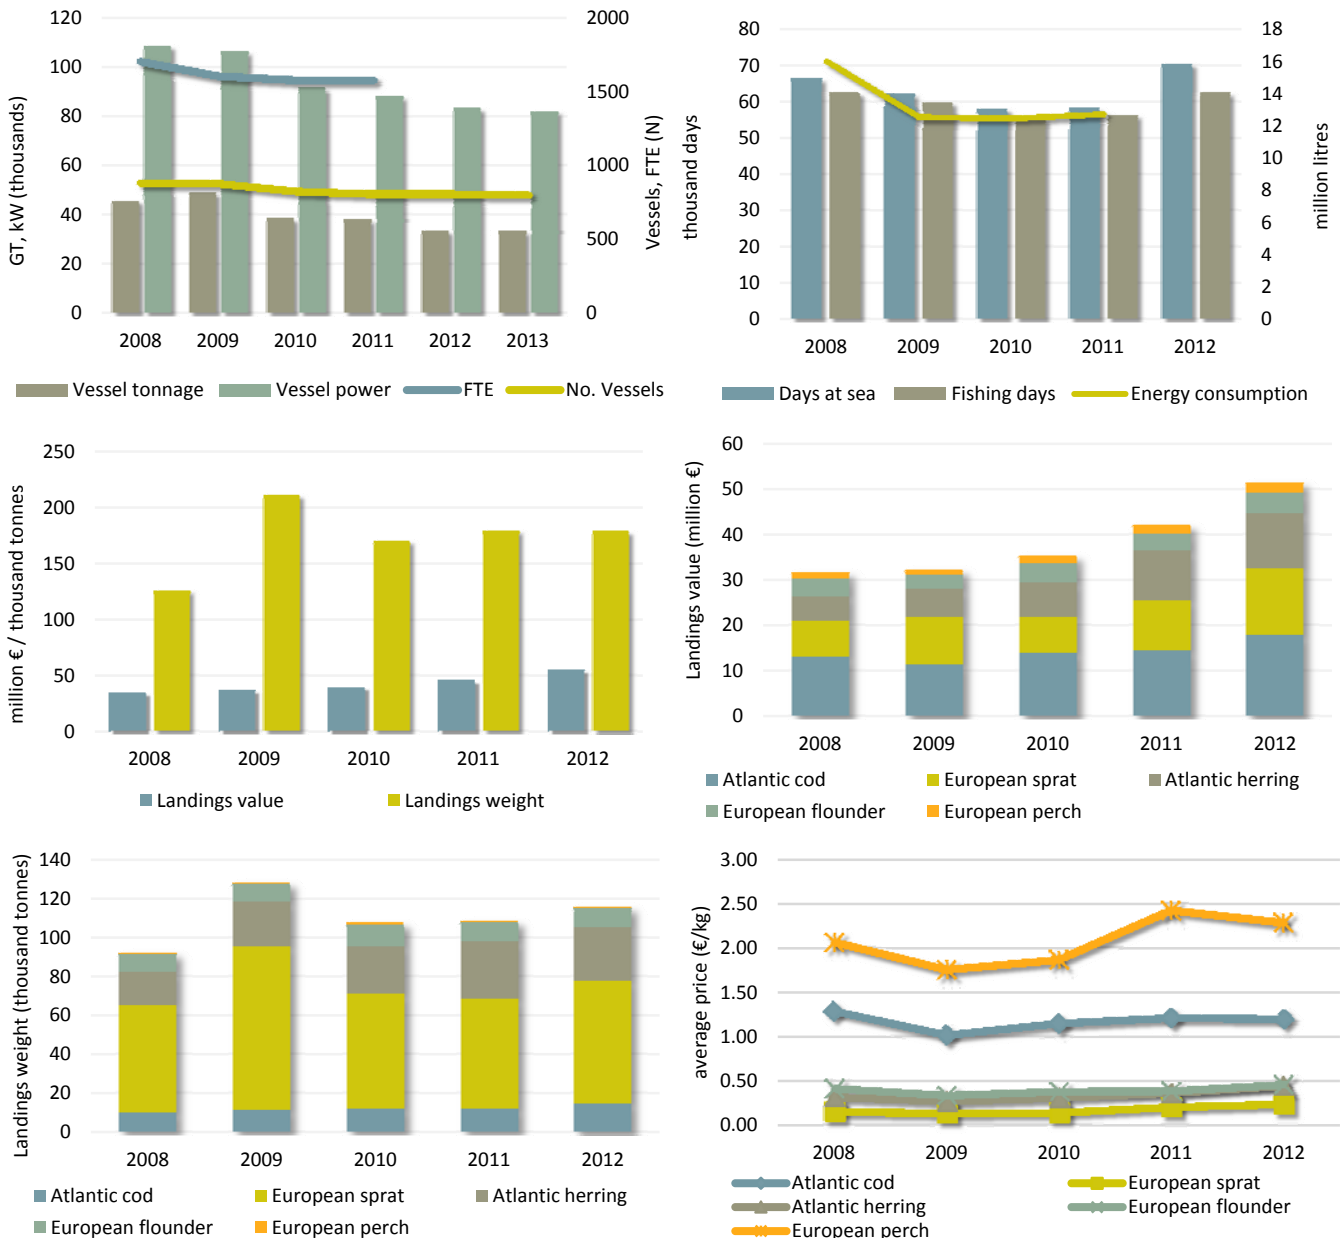 GT, kW (thousands)
120
100
80
60
40
20
0
2000
1500
1000
500
0
Vessels, FTE (N)
2008 2009 2010 2011 2012 2013
Vessel tonnage Vessel power FTE No. Vessels
thousand days
80
70
60
50
40
30
20
10
0
18
16
14
12
10
8
6
4
2
0
million litres
2008 2009 2010 2011 2012
Days at sea Fishing days Energy consumption
million € / thousand tonnes
250
200
150
100
50
0
2008 2009 2010 2011 2012
Landings value Landings weight
Landings value (million €)
60
50
40
30
20
10
0
2008 2009 2010 2011 2012
Atlantic cod European sprat Atlantic herring
European flounder European perch
Landings weight (thousand tonnes)
140
120
100
80
60
40
20
0
2008 2009 2010 2011 2012
Atlantic cod European sprat Atlantic herring
European flounder European perch
average price (€/kg)
3.00
2.50
2.00
1.50
1.00
0.50
0.00
2008 2009 2010 2011 2012
Atlantic cod European sprat
Atlantic herring European flounder
European perch